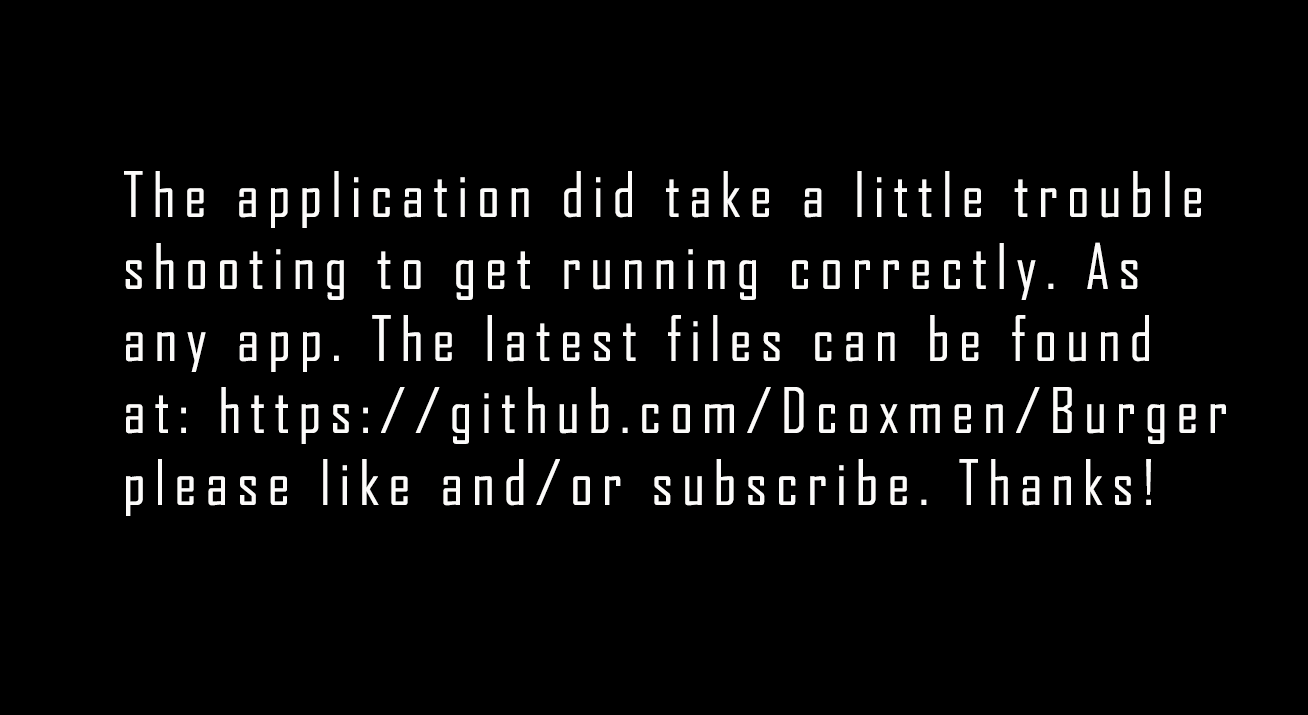 The application did take a little trouble
shooting to get running correctly. As
any app. The latest files can be found
at: https://github.com/Dcoxmen/Burger
please like and/or subscribe. Thanks!